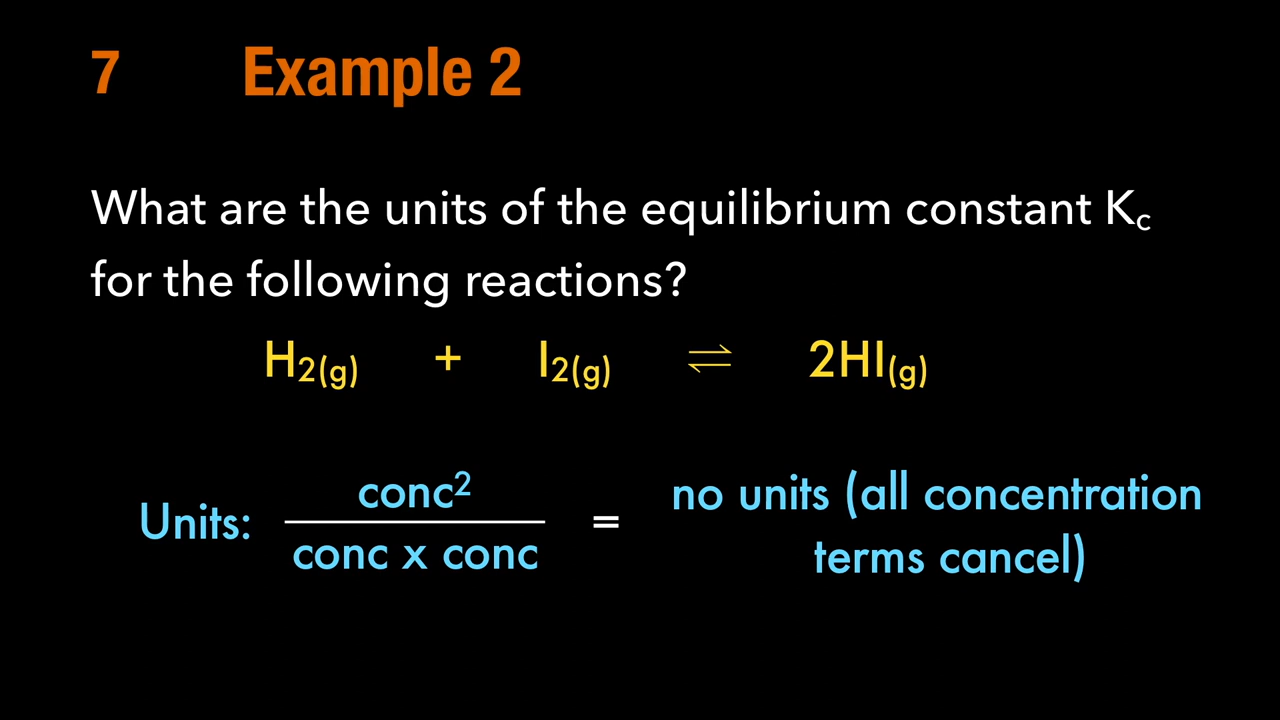 7 Example 2
What are the units of the equilibrium constant K꜀
for the following reactions?
H₂₍g₎ + I₂₍g₎ ⇌ 2HI₍g₎
Units: conc² / conc x conc = no units (all concentration
terms cancel)